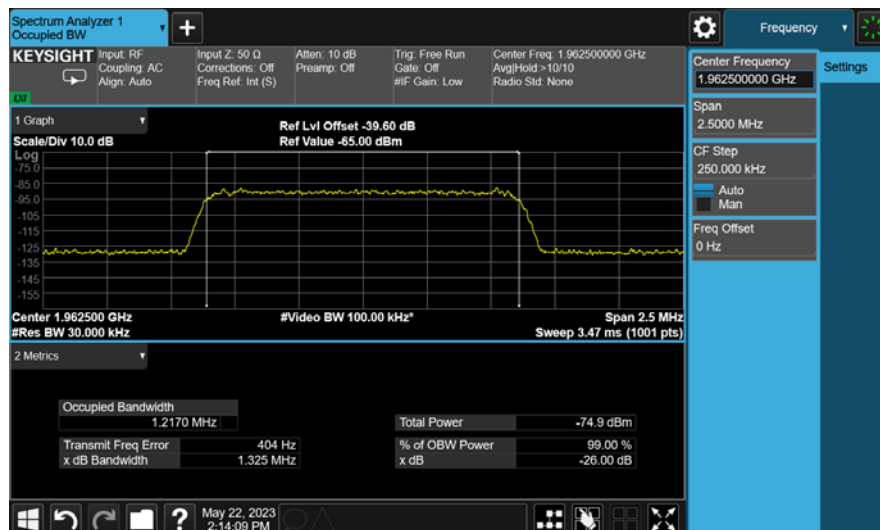 Spectrum Analyzer 1
Occupied BW
Frequency
KEYSIGHT
Input: RF
Coupling: AC
Align: Auto
Input Z: 50 Ω
Corrections: Off
Freq Ref: Int (S)
Atten: 10 dB
Preamp: Off
Trig: Free Run
Gate: Off
#IF Gain: Low
Center Freq: 1.962500000 GHz
Avg|Hold:>10/10
Radio Std: None
LXI
1 Graph
Scale/Div 10.0 dB
Ref Lvl Offset -39.60 dB
Ref Value -65.00 dBm
Log
-75.0
-85.0
-95.0
-105
-115
-125
-135
-145
-155
Center 1.962500 GHz
#Res BW 30.000 kHz
#Video BW 100.00 kHz*
Span 2.5 MHz
Sweep 3.47 ms (1001 pts)
2 Metrics
Occupied Bandwidth
1.2170 MHz
Total Power -74.9 dBm
Transmit Freq Error 404 Hz
% of OBW Power 99.00 %
x dB Bandwidth 1.325 MHz
x dB -26.00 dB
?
May 22, 2023
2:14:09 PM
Center Frequency
1.962500000 GHz
Settings
Span
2.5000 MHz
CF Step
250.000 kHz
Auto
Man
Freq Offset
0 Hz